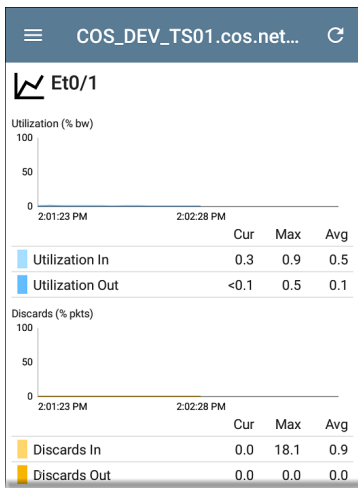 COS_DEV_TS01.cos.net...
Et0/1
Utilization (% bw)
100
50
0
2:01:23 PM 2:02:28 PM
Cur Max Avg
Utilization In 0.3 0.9 0.5
Utilization Out <0.1 0.5 0.1
Discards (% pkts)
100
50
0
2:01:23 PM 2:02:28 PM
Cur Max Avg
Discards In 0.0 18.1 0.9
Discards Out 0.0 0.0 0.0